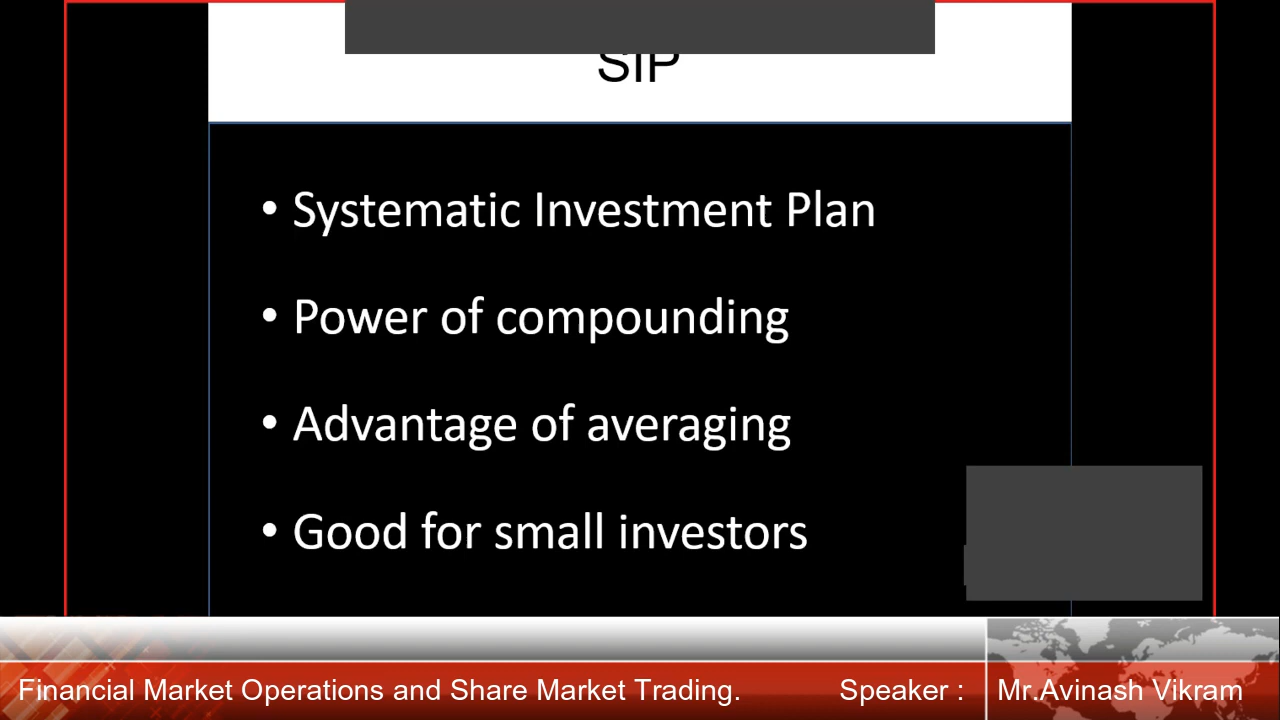 SIP
• Systematic Investment Plan
• Power of compounding
• Advantage of averaging
• Good for small investors
Financial Market Operations and Share Market Trading. Speaker : Mr.Avinash Vikram